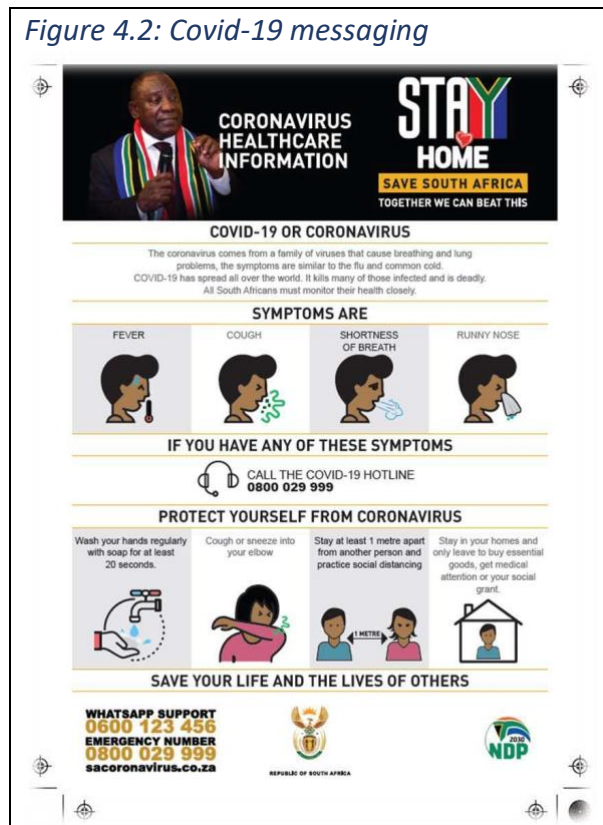 Figure 4.2: Covid-19 messaging
CORONAVIRUS
HEALTHCARE
INFORMATION
STAY
HOME
SAVE SOUTH AFRICA
TOGETHER WE CAN BEAT THIS
COVID-19 OR CORONAVIRUS
The coronavirus comes from a family of viruses that cause breathing and lung
problems, the symptoms are similar to the flu and common cold.
COVID-19 has spread all over the world. It kills many of those infected and is deadly.
All South Africans must monitor their health closely.
SYMPTOMS ARE
FEVER
COUGH
SHORTNESS
OF BREATH
RUNNY NOSE
IF YOU HAVE ANY OF THESE SYMPTOMS
CALL THE COVID-19 HOTLINE
0800 029 999
PROTECT YOURSELF FROM CORONAVIRUS
Wash your hands regularly
with soap for at least
20 seconds.
Cough or sneeze into
your elbow
Stay at least 1 metre apart
from another person and
practice social distancing
1 METRE
Stay in your homes and
only leave to buy essential
goods, get medical
attention or your social
grant.
SAVE YOUR LIFE AND THE LIVES OF OTHERS
WHATSAPP SUPPORT
0600 123 456
EMERGENCY NUMBER
0800 029 999
sacoronavirus.co.za
REPUBLIC OF SOUTH AFRICA
2030
NDP